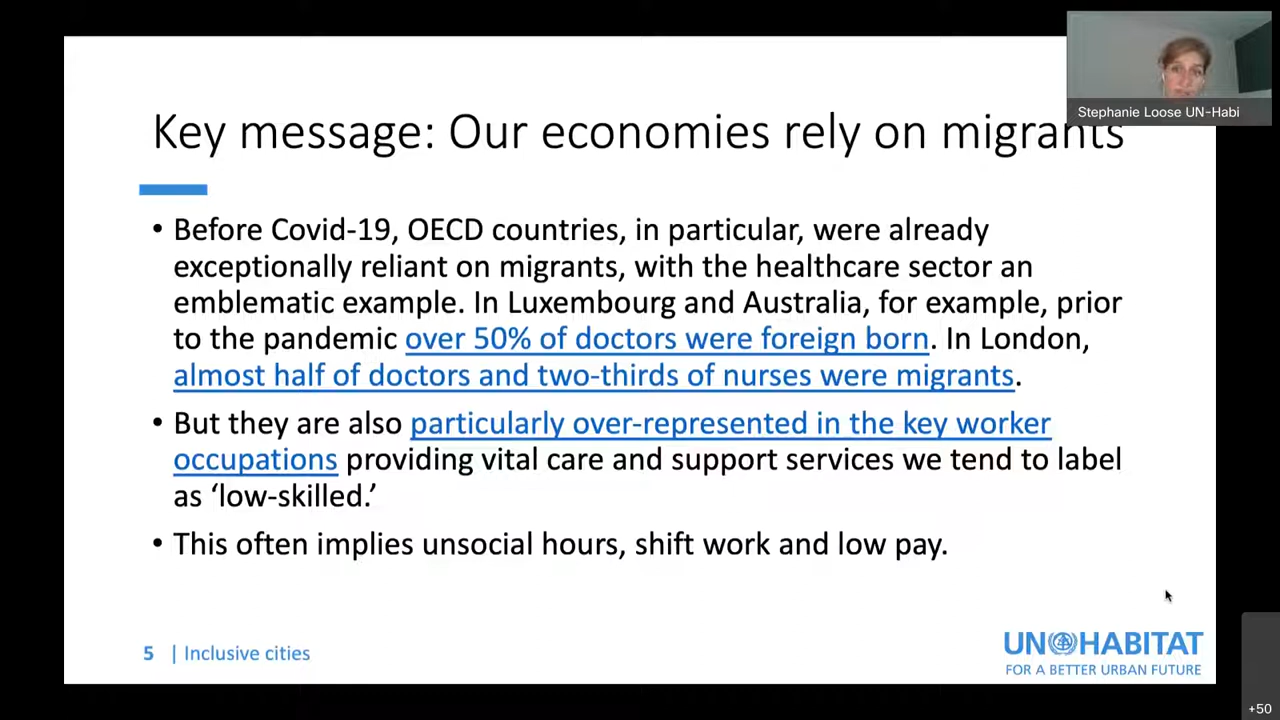 Stephanie Loose UN-Habi
Key message: Our economies rely on migrants
• Before Covid-19, OECD countries, in particular, were already
exceptionally reliant on migrants, with the healthcare sector an
emblematic example. In Luxembourg and Australia, for example, prior
to the pandemic over 50% of doctors were foreign born. In London,
almost half of doctors and two-thirds of nurses were migrants.
• But they are also particularly over-represented in the key worker
occupations providing vital care and support services we tend to label
as ‘low-skilled.’
• This often implies unsocial hours, shift work and low pay.
5 | Inclusive cities
UN HABITAT
FOR A BETTER URBAN FUTURE
+50